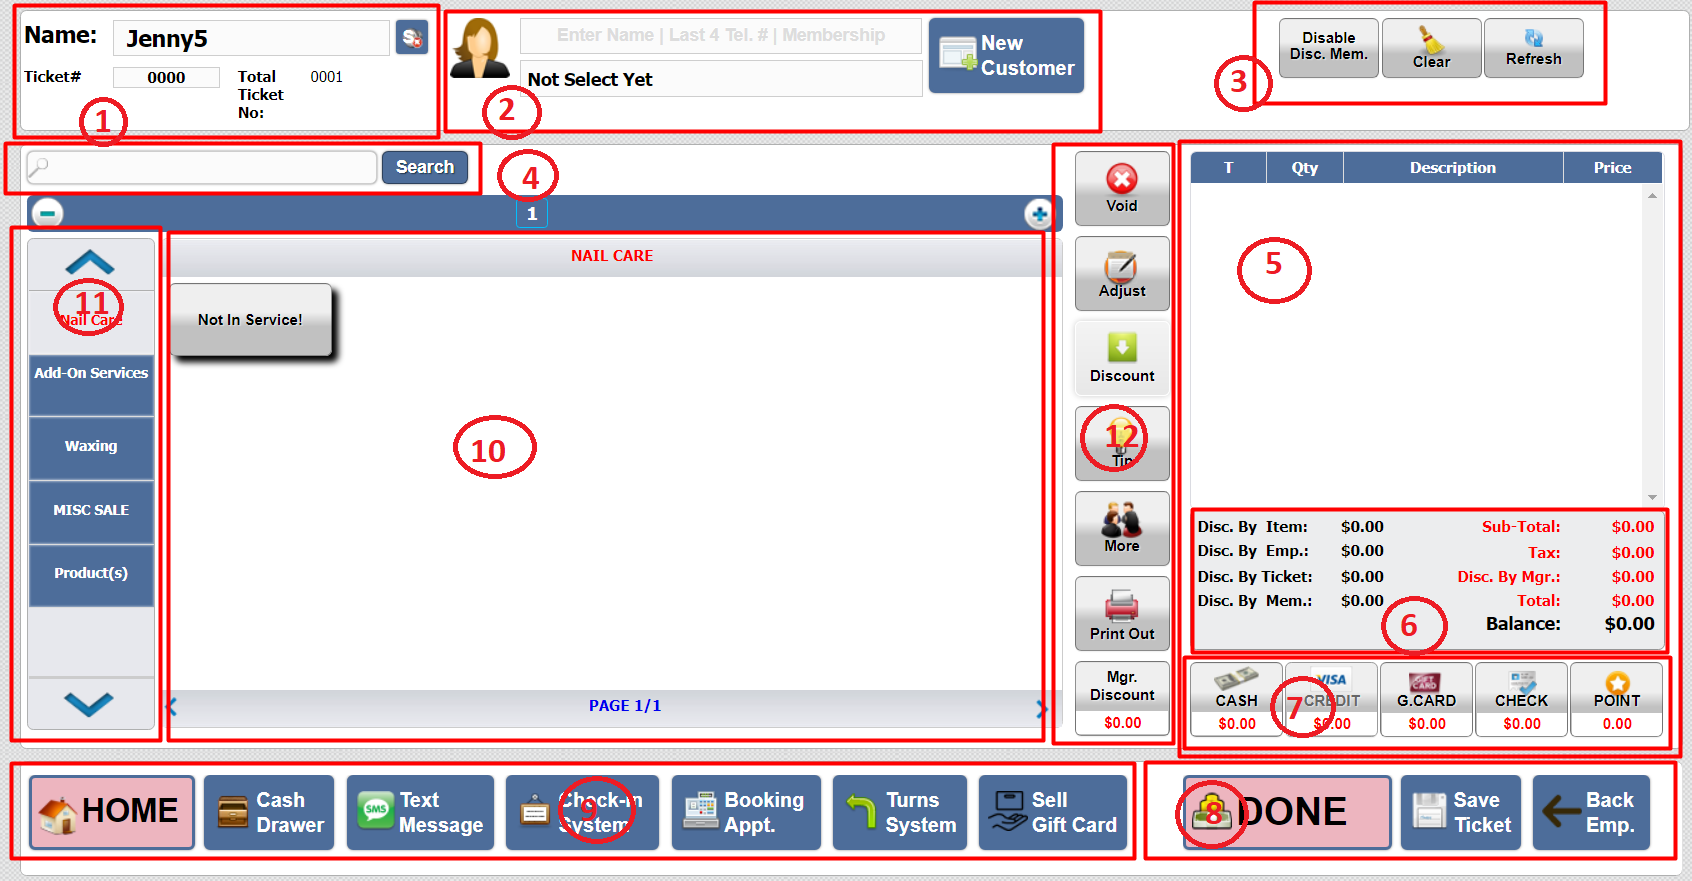 Name:
Jenny5
Ticket#
0000
Total
Ticket
No:
0001
1
Enter Name | Last 4 Tel. # | Membership
Not Select Yet
New
Customer
2
Disable
Disc. Mem.
Clear
Refresh
3
Search
4
1
11
Nail Care
Add-On Services
Waxing
MISC SALE
Product(s)
NAIL CARE
Not In Service!
10
PAGE 1/1
Void
Adjust
Discount
12
Tip
More
Print Out
Mgr.
Discount
$0.00
T Qty Description Price
5
Disc. By Item: $0.00 Sub-Total: $0.00
Disc. By Emp.: $0.00 Tax: $0.00
Disc. By Ticket: $0.00 Disc. By Mgr.: $0.00
Disc. By Mem.: $0.00 Total: $0.00
Balance: $0.00
6
VISA
GIFT
CARD
CASH CREDIT G.CARD CHECK POINT
$0.00 $0.00 $0.00 $0.00 0.00
7
HOME
Cash
Drawer
SMS
Text
Message
Check-in
System
9
Booking
Appt.
Turns
System
Sell
Gift Card
8
DONE
Save
Ticket
Back
Emp.